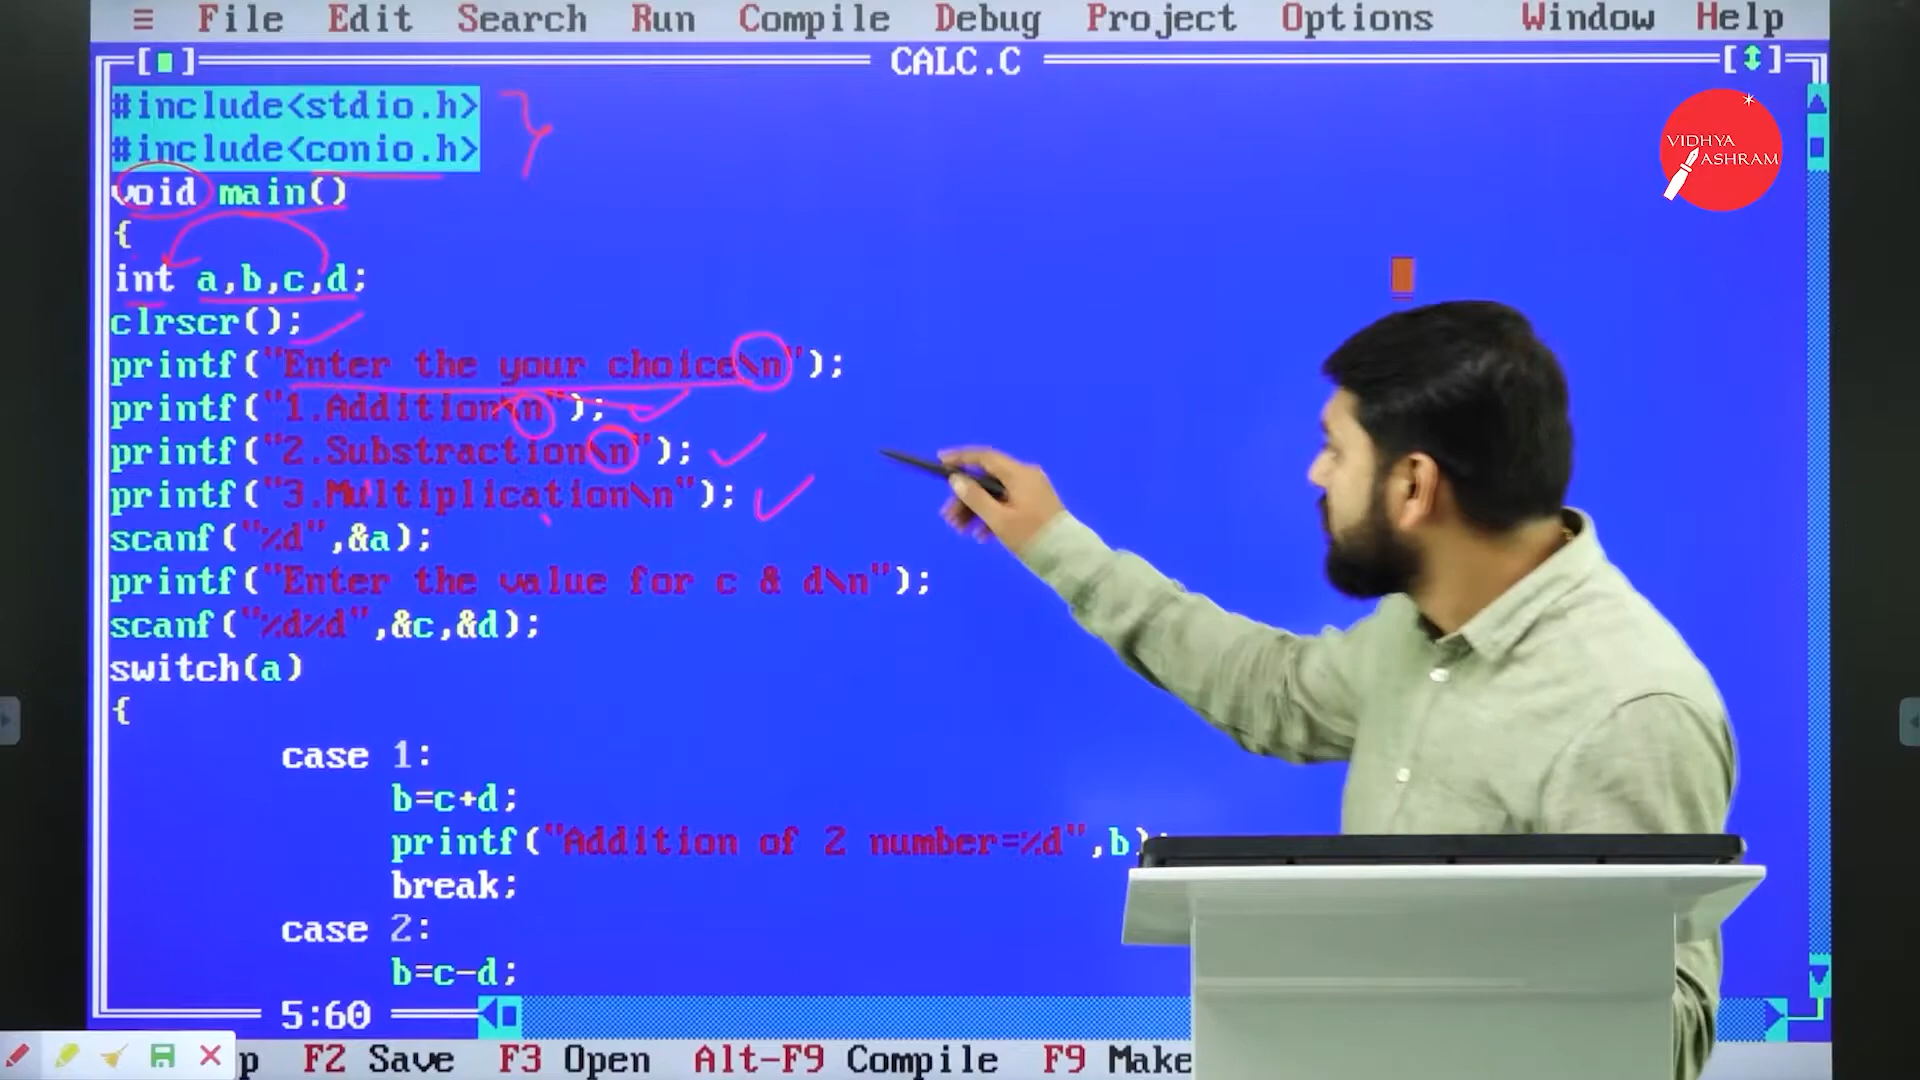 ≡ File Edit Search Run Compile Debug Project Options Window Help
CALC.C
VIDHYA
ASHRAM
#include<stdio.h>
#include<conio.h>
void main()
{
int a,b,c,d;
clrscr();
printf("Enter the your choice\n");
printf("1.Addition\n");
printf("2.Substraction\n");
printf("3.Multiplication\n");
scanf("%d",&a);
printf("Enter the value for c & d\n");
scanf("%d%d",&c,&d);
switch(a)
{
case 1:
b=c+d;
printf("Addition of 2 number=%d",b);
break;
case 2:
b=c-d;
5:60
p F2 Save F3 Open Alt-F9 Compile F9 Make